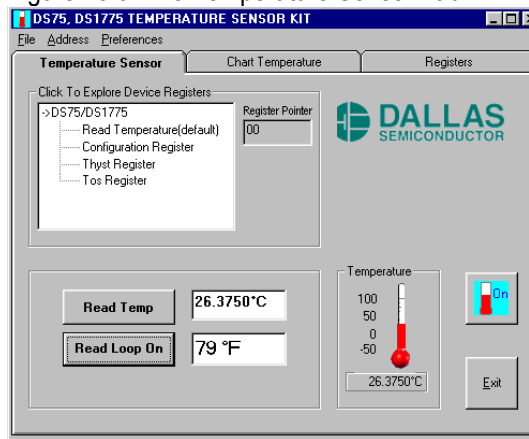 DS75, DS1775 TEMPERATURE SENSOR KIT
File Address Preferences
Temperature Sensor Chart Temperature Registers
Click To Explore Device Registers
->DS75/DS1775
Read Temperature(default)
Configuration Register
Thyst Register
Tos Register
Register Pointer
00
DALLAS
SEMICONDUCTOR
Read Temp 26.3750°C
Read Loop On 79 °F
Temperature
100
50
0
-50
26.3750°C
On
Exit